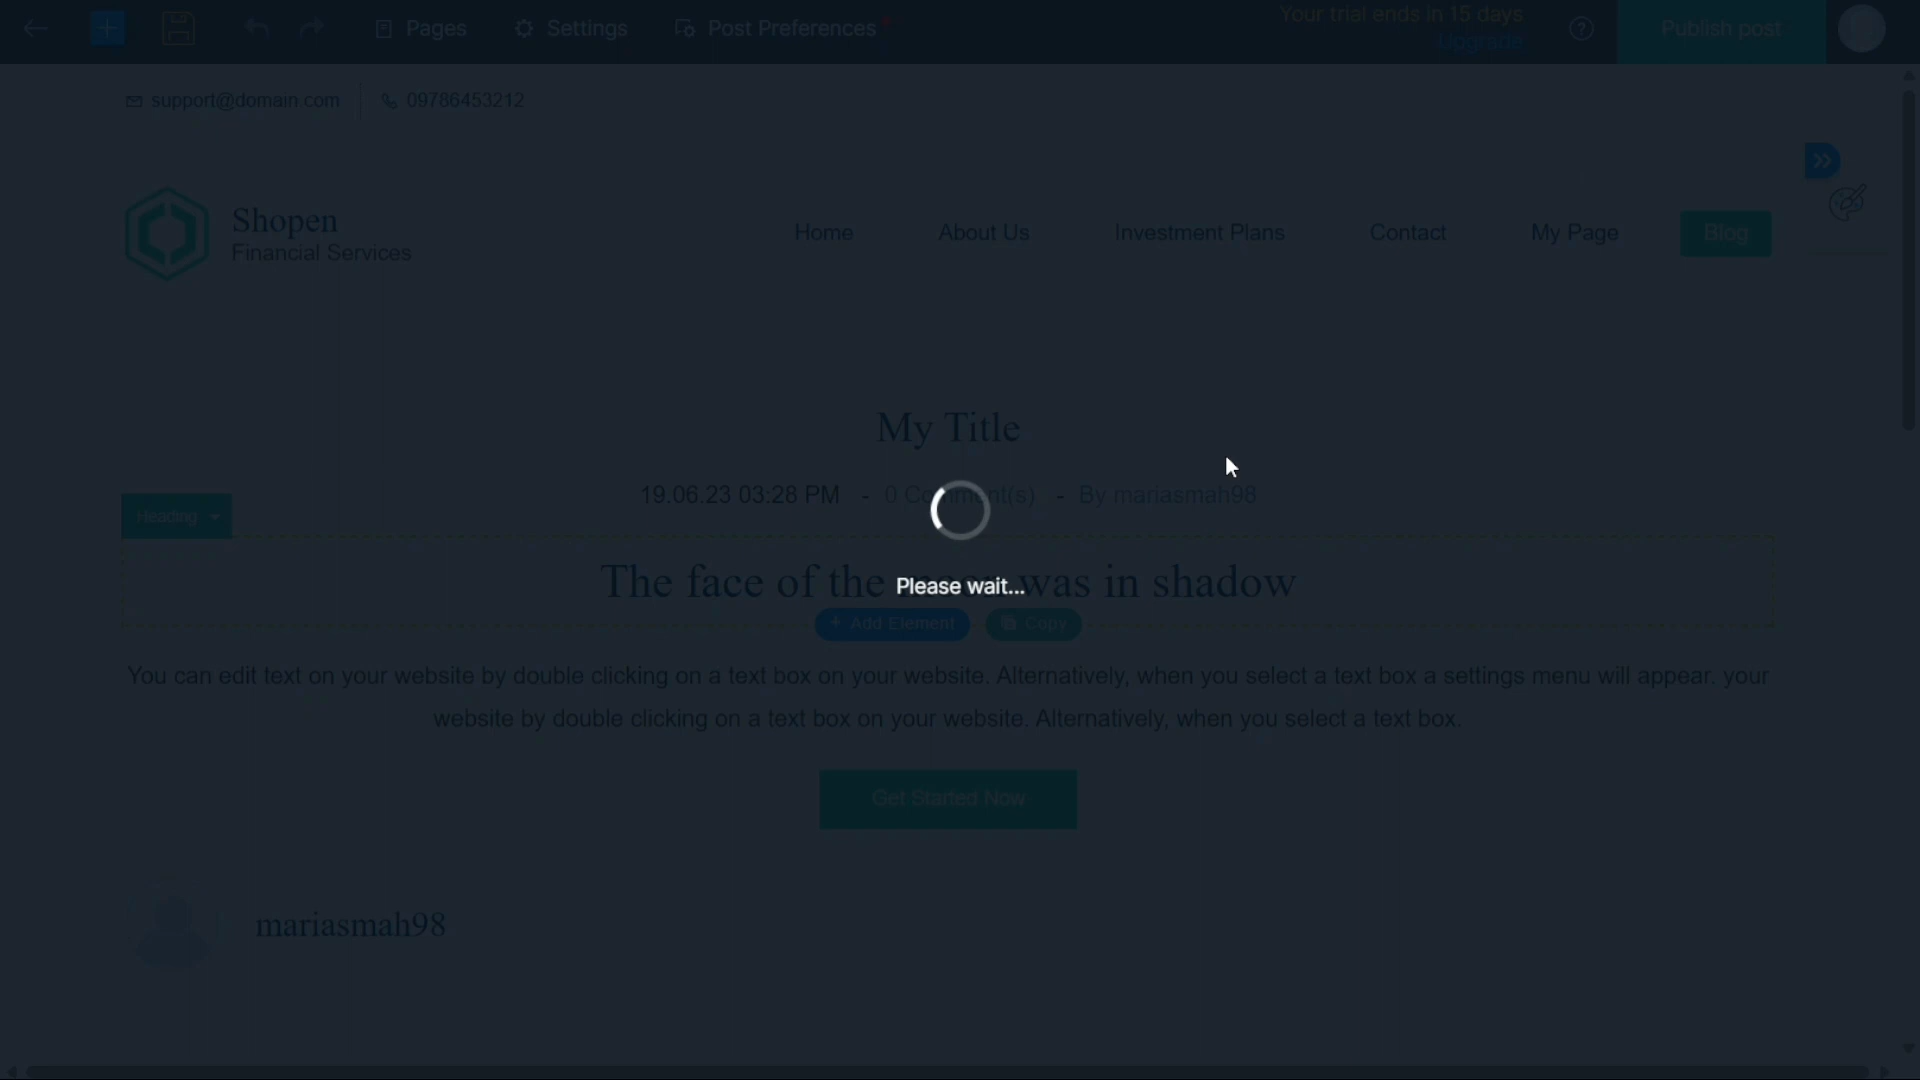 Pages Settings Post Preferences Your trial ends in 15 days Publish post
Upgrade
support@domain.com 09786453212
Shopen
Financial Services
Home About Us Investment Plans Contact My Page Blog
My Title
19.06.23 03:28 PM - 0 Comment(s) - By mariasmah98
Heading
The face of the moon was in shadow
Please wait...
+ Add Element Copy
You can edit text on your website by double clicking on a text box on your website. Alternatively, when you select a text box a settings menu will appear. your
website by double clicking on a text box on your website. Alternatively, when you select a text box.
Get Started Now
mariasmah98